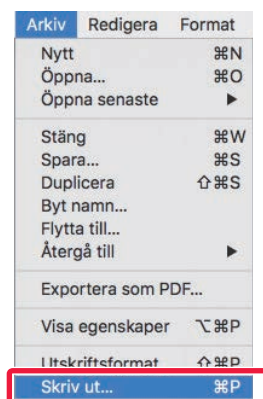 Arkiv Redigera Format
Nytt ⌘N
Öppna... ⌘O
Öppna senaste ▶
Stäng ⌘W
Spara... ⌘S
Duplicera ⇧⌘S
Byt namn...
Flytta till...
Återgå till ▶
Exportera som PDF...
Visa egenskaper ⌥⌘P
Utskriftsformat ⇧⌘P
Skriv ut... ⌘P